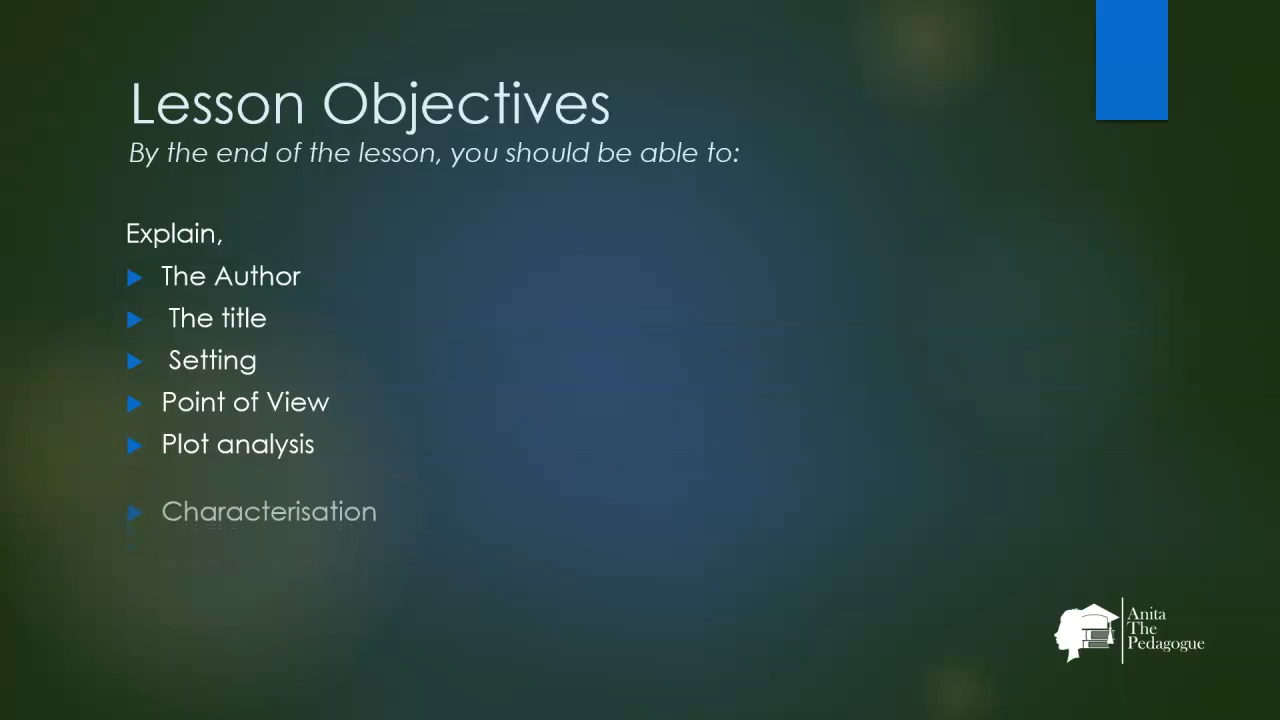 Lesson Objectives
By the end of the lesson, you should be able to:
Explain,
The Author
The title
Setting
Point of View
Plot analysis
Characterisation
Anita
The
Pedagogue